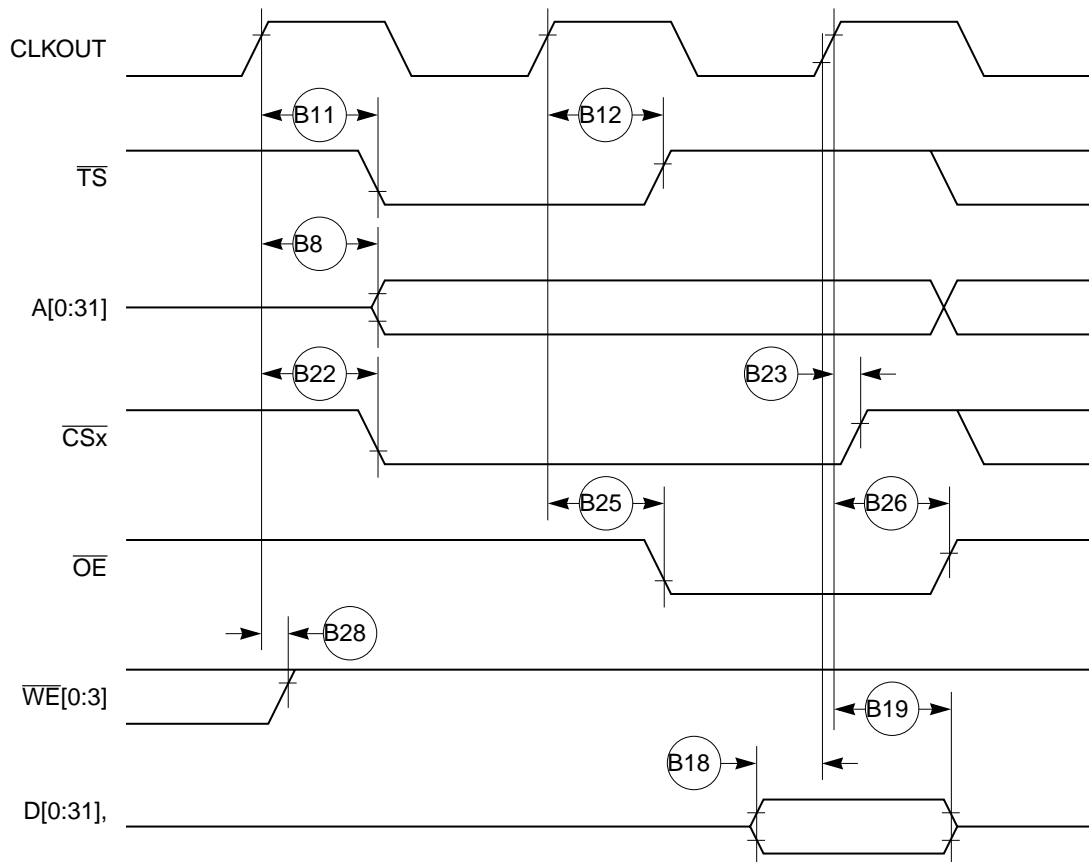 CLKOUT
B11
B12
TS
B8
A[0:31]
B22
B23
CSx
B25
B26
OE
B28
WE[0:3]
B19
B18
D[0:31],